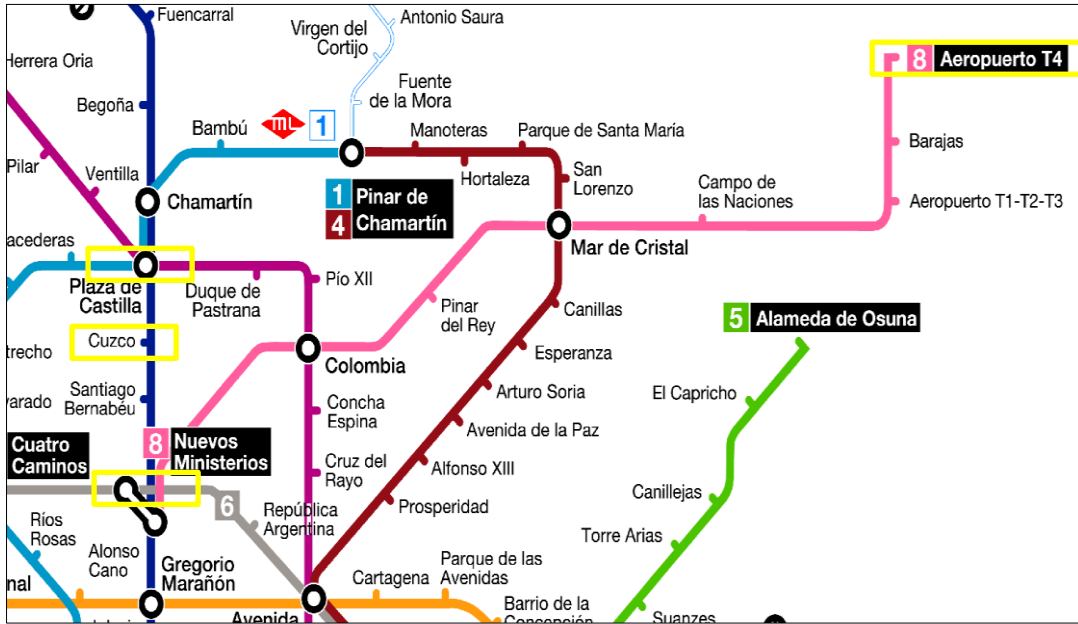 Fuencarral
Antonio Saura
Virgen del
Cortijo
Herrera Oria
Aeropuerto T4
8
Fuente
de la Mora
Begoña
Bambú
ML
1
Manoteras
Parque de Santa María
Barajas
Pilar
Ventilla
Hortaleza
San
Lorenzo
Campo de
las Naciones
1
4
Pinar de
Chamartín
Chamartín
Aeropuerto T1-T2-T3
acederas
Mar de Cristal
Plaza de
Castilla
Duque de
Pastrana
Pío XII
Pinar
del Rey
Canillas
5
Alameda de Osuna
Cuzco
trecho
Colombia
Esperanza
Santiago
Bernabéu
varado
Arturo Soria
El Capricho
Concha
Espina
Avenida de la Paz
Cuatro
Caminos
8
Nuevos
Ministerios
Cruz del
Rayo
Alfonso XIII
Canillejas
6
República
Argentina
Prosperidad
Ríos
Rosas
Torre Arias
Alonso
Cano
Gregorio
Marañón
nal
Cartagena
Parque de las
Avenidas
Avenida
Barrio de la
Concepción
Suanzes